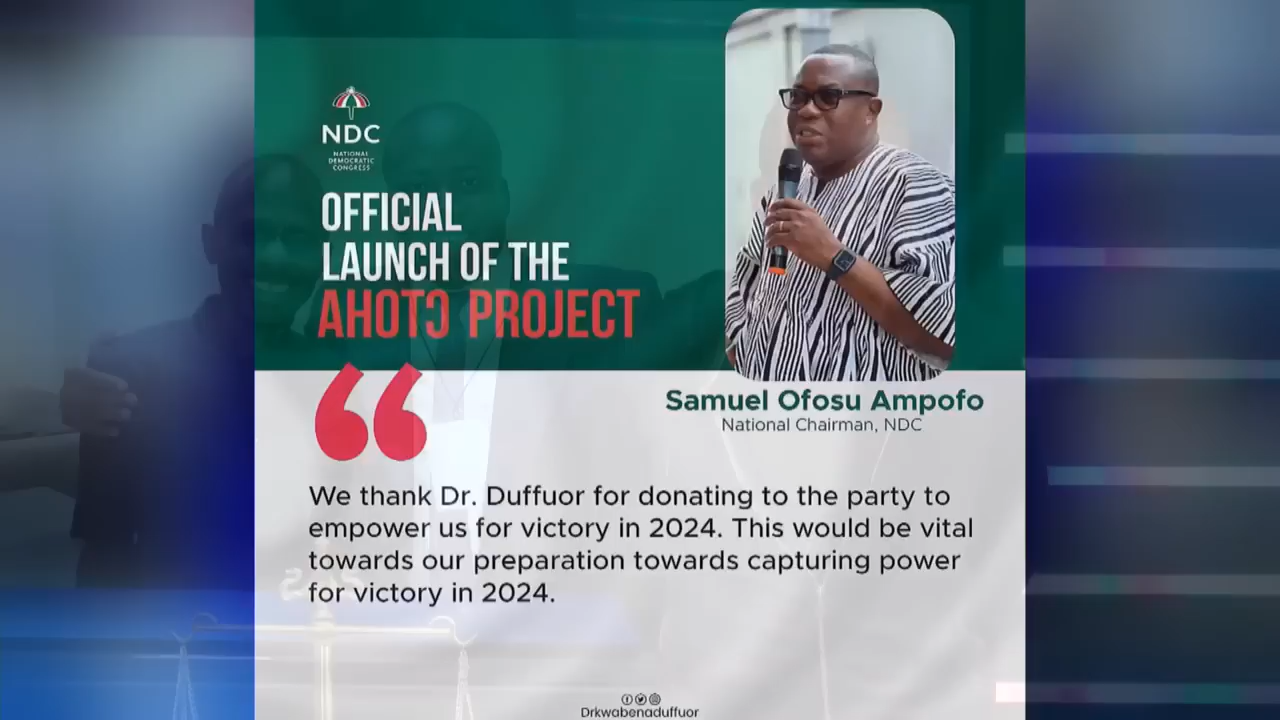 NDC
NATIONAL
DEMOCRATIC
CONGRESS
OFFICIAL
LAUNCH OF THE
AHOTƆ PROJECT
Samuel Ofosu Ampofo
National Chairman, NDC
We thank Dr. Duffuor for donating to the party to
empower us for victory in 2024. This would be vital
towards our preparation towards capturing power
for victory in 2024.
Drkwabenaduffuor